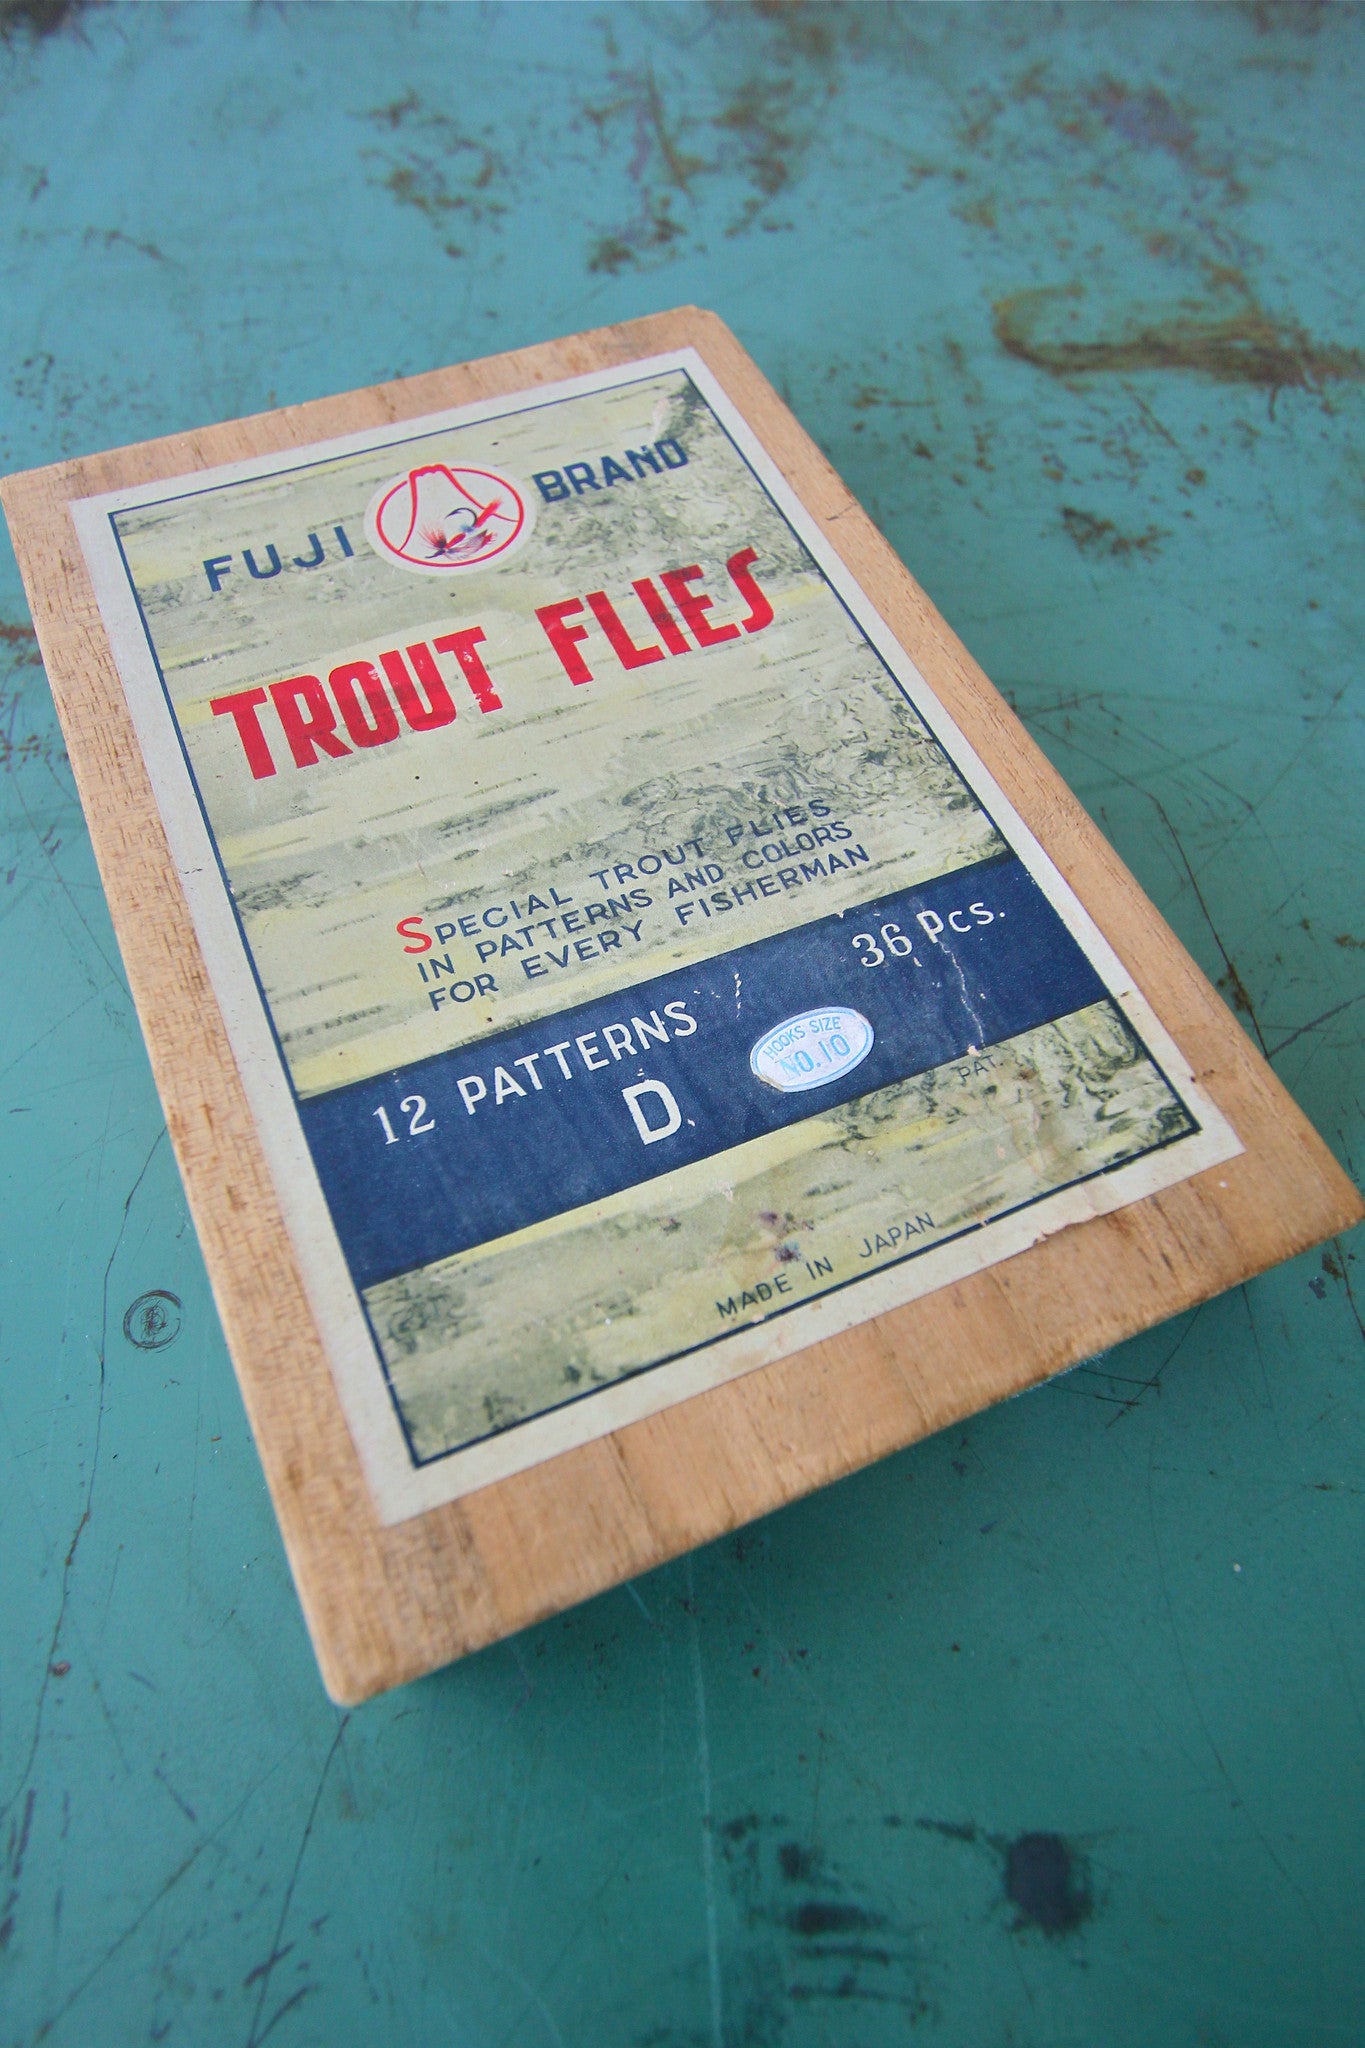 FUJI BRAND
TROUT FLIES
SPECIAL TROUT FLIES
IN PATTERNS AND COLORS
FOR EVERY FISHERMAN
12 PATTERNS 36 Pcs.
D.
HOOKS SIZE
NO.10
PAT.
MADE IN JAPAN